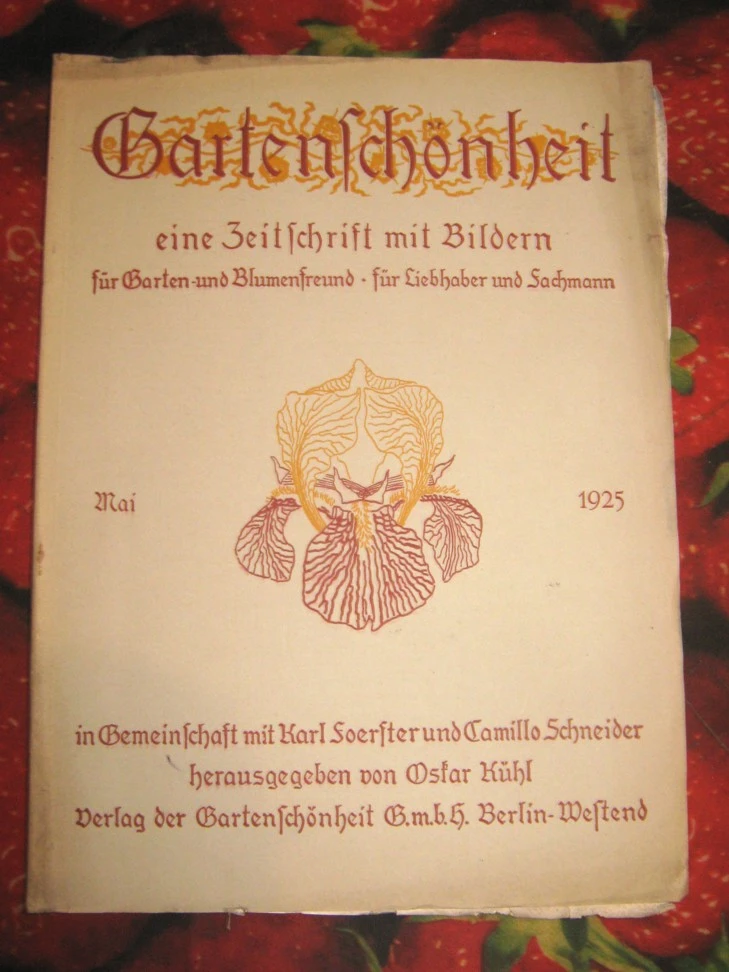 Gartenschönheit
eine Zeitschrift mit Bildern
für Garten- und Blumenfreund · für Liebhaber und Fachmann
Mai 1925
in Gemeinschaft mit Karl Foerster und Camillo Schneider
herausgegeben von Oskar Kühl
Verlag der Gartenschönheit G.m.b.H. Berlin-Westend